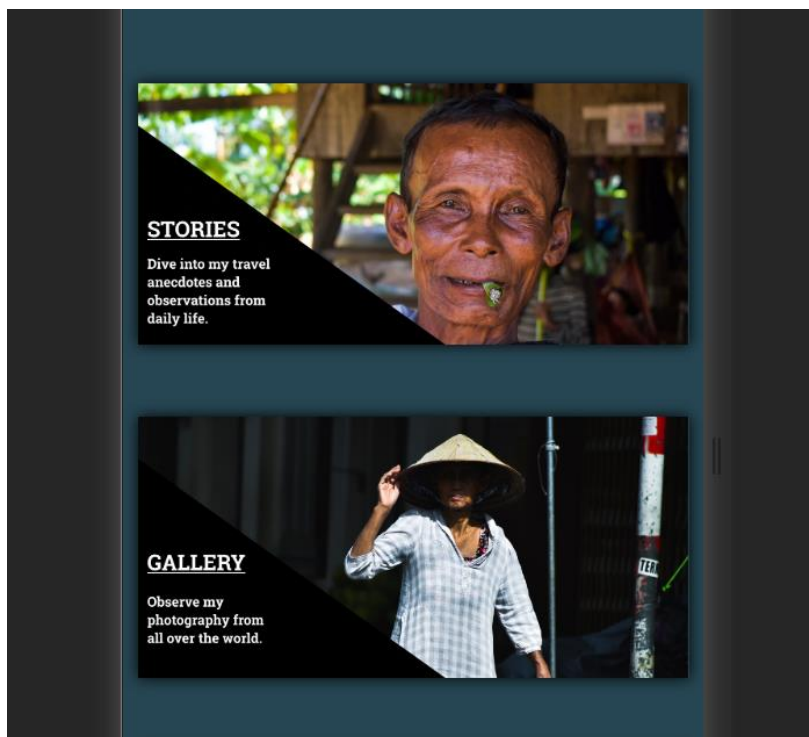 STORIES
Dive into my travel
anecdotes and
observations from
daily life.
GALLERY
Observe my
photography from
all over the world.